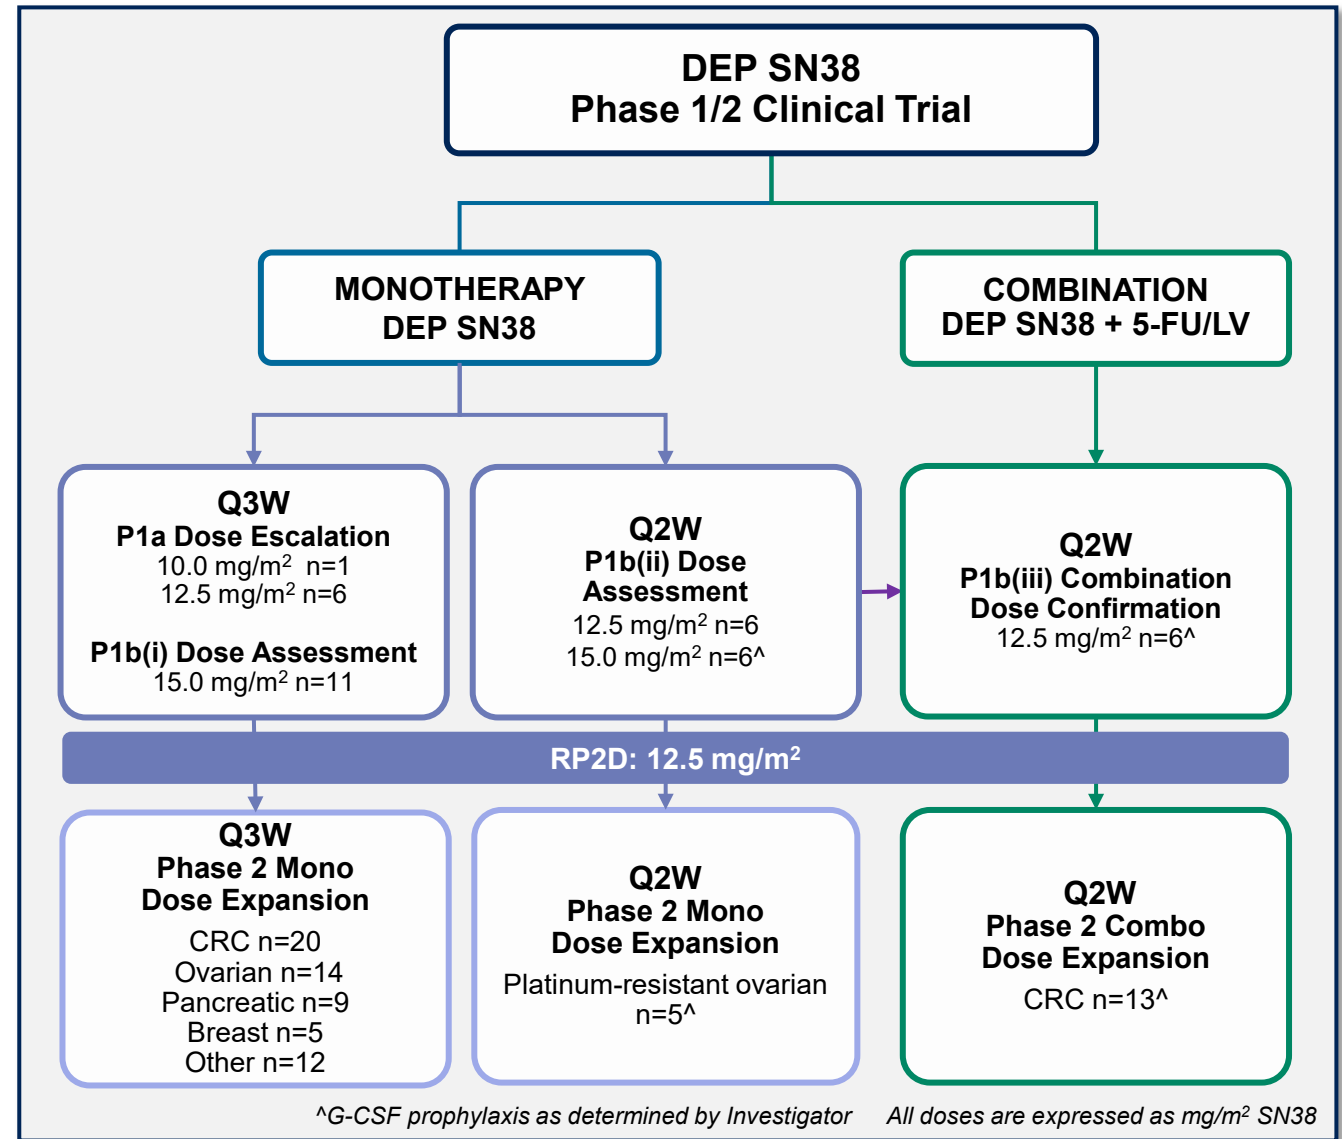 DEP SN38
Phase 1/2 Clinical Trial
MONOTHERAPY
DEP SN38
COMBINATION
DEP SN38 + 5-FU/LV
Q3W
P1a Dose Escalation
10.0 mg/m² n=1
12.5 mg/m² n=6
P1b(i) Dose Assessment
15.0 mg/m² n=11
Q2W
P1b(ii) Dose
Assessment
12.5 mg/m² n=6
15.0 mg/m² n=6^
Q2W
P1b(iii) Combination
Dose Confirmation
12.5 mg/m² n=6^
RP2D: 12.5 mg/m²
Q3W
Phase 2 Mono
Dose Expansion
CRC n=20
Ovarian n=14
Pancreatic n=9
Breast n=5
Other n=12
Q2W
Phase 2 Mono
Dose Expansion
Platinum-resistant ovarian
n=5^
Q2W
Phase 2 Combo
Dose Expansion
CRC n=13^
^G-CSF prophylaxis as determined by Investigator
All doses are expressed as mg/m² SN38